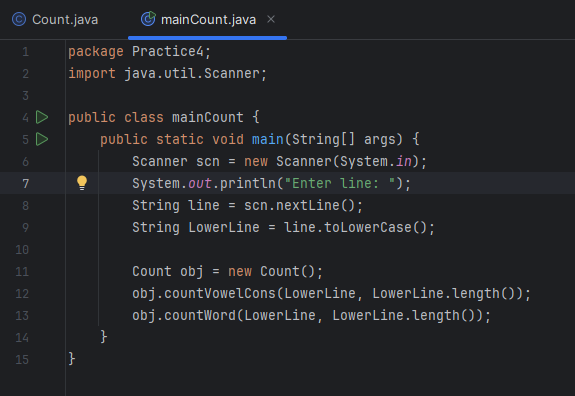 Count.java
mainCount.java
1 package Practice4;
2 import java.util.Scanner;
3
4 public class mainCount {
5     public static void main(String[] args) {
6         Scanner scn = new Scanner(System.in);
7         System.out.println("Enter line: ");
8         String line = scn.nextLine();
9         String LowerLine = line.toLowerCase();
10
11         Count obj = new Count();
12         obj.countVowelCons(LowerLine, LowerLine.length());
13         obj.countWord(LowerLine, LowerLine.length());
14     }
15 }